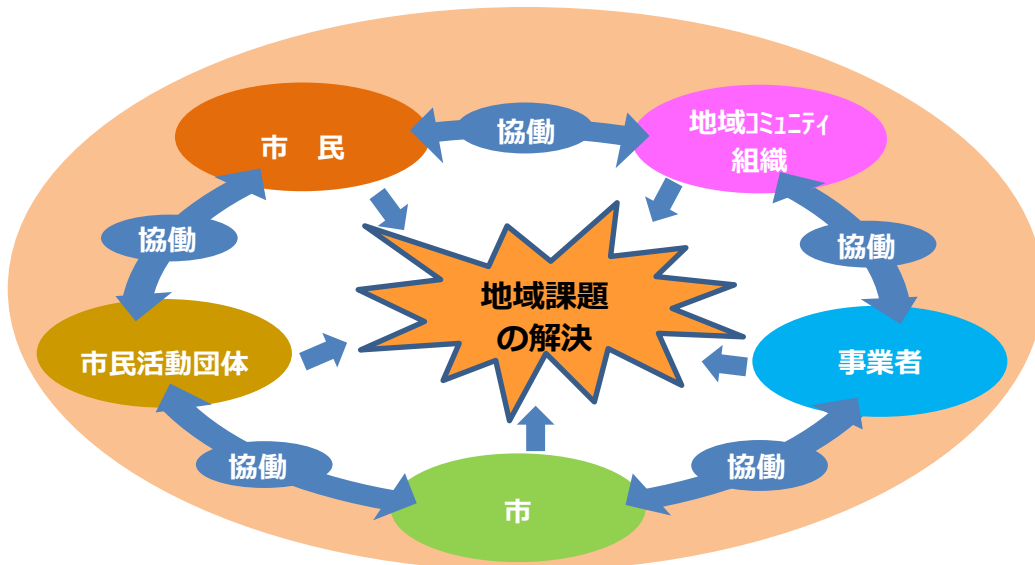 協働
市　民
地域ｺﾐｭﾆﾃｨ
組織
協働
協働
地域課題
の解決
市民活動団体
事業者
協働
協働
市